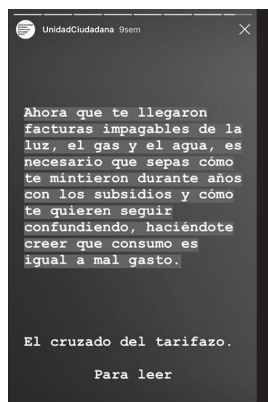 UnidadCiudadana 9sem
Ahora que te llegaron
facturas impagables de la
luz, el gas y el agua, es
necesario que sepas cómo
te mintieron durante años
con los subsidios y cómo
te quieren seguir
confundiendo, haciéndote
creer que consumo es
igual a mal gasto.
El cruzado del tarifazo.
Para leer